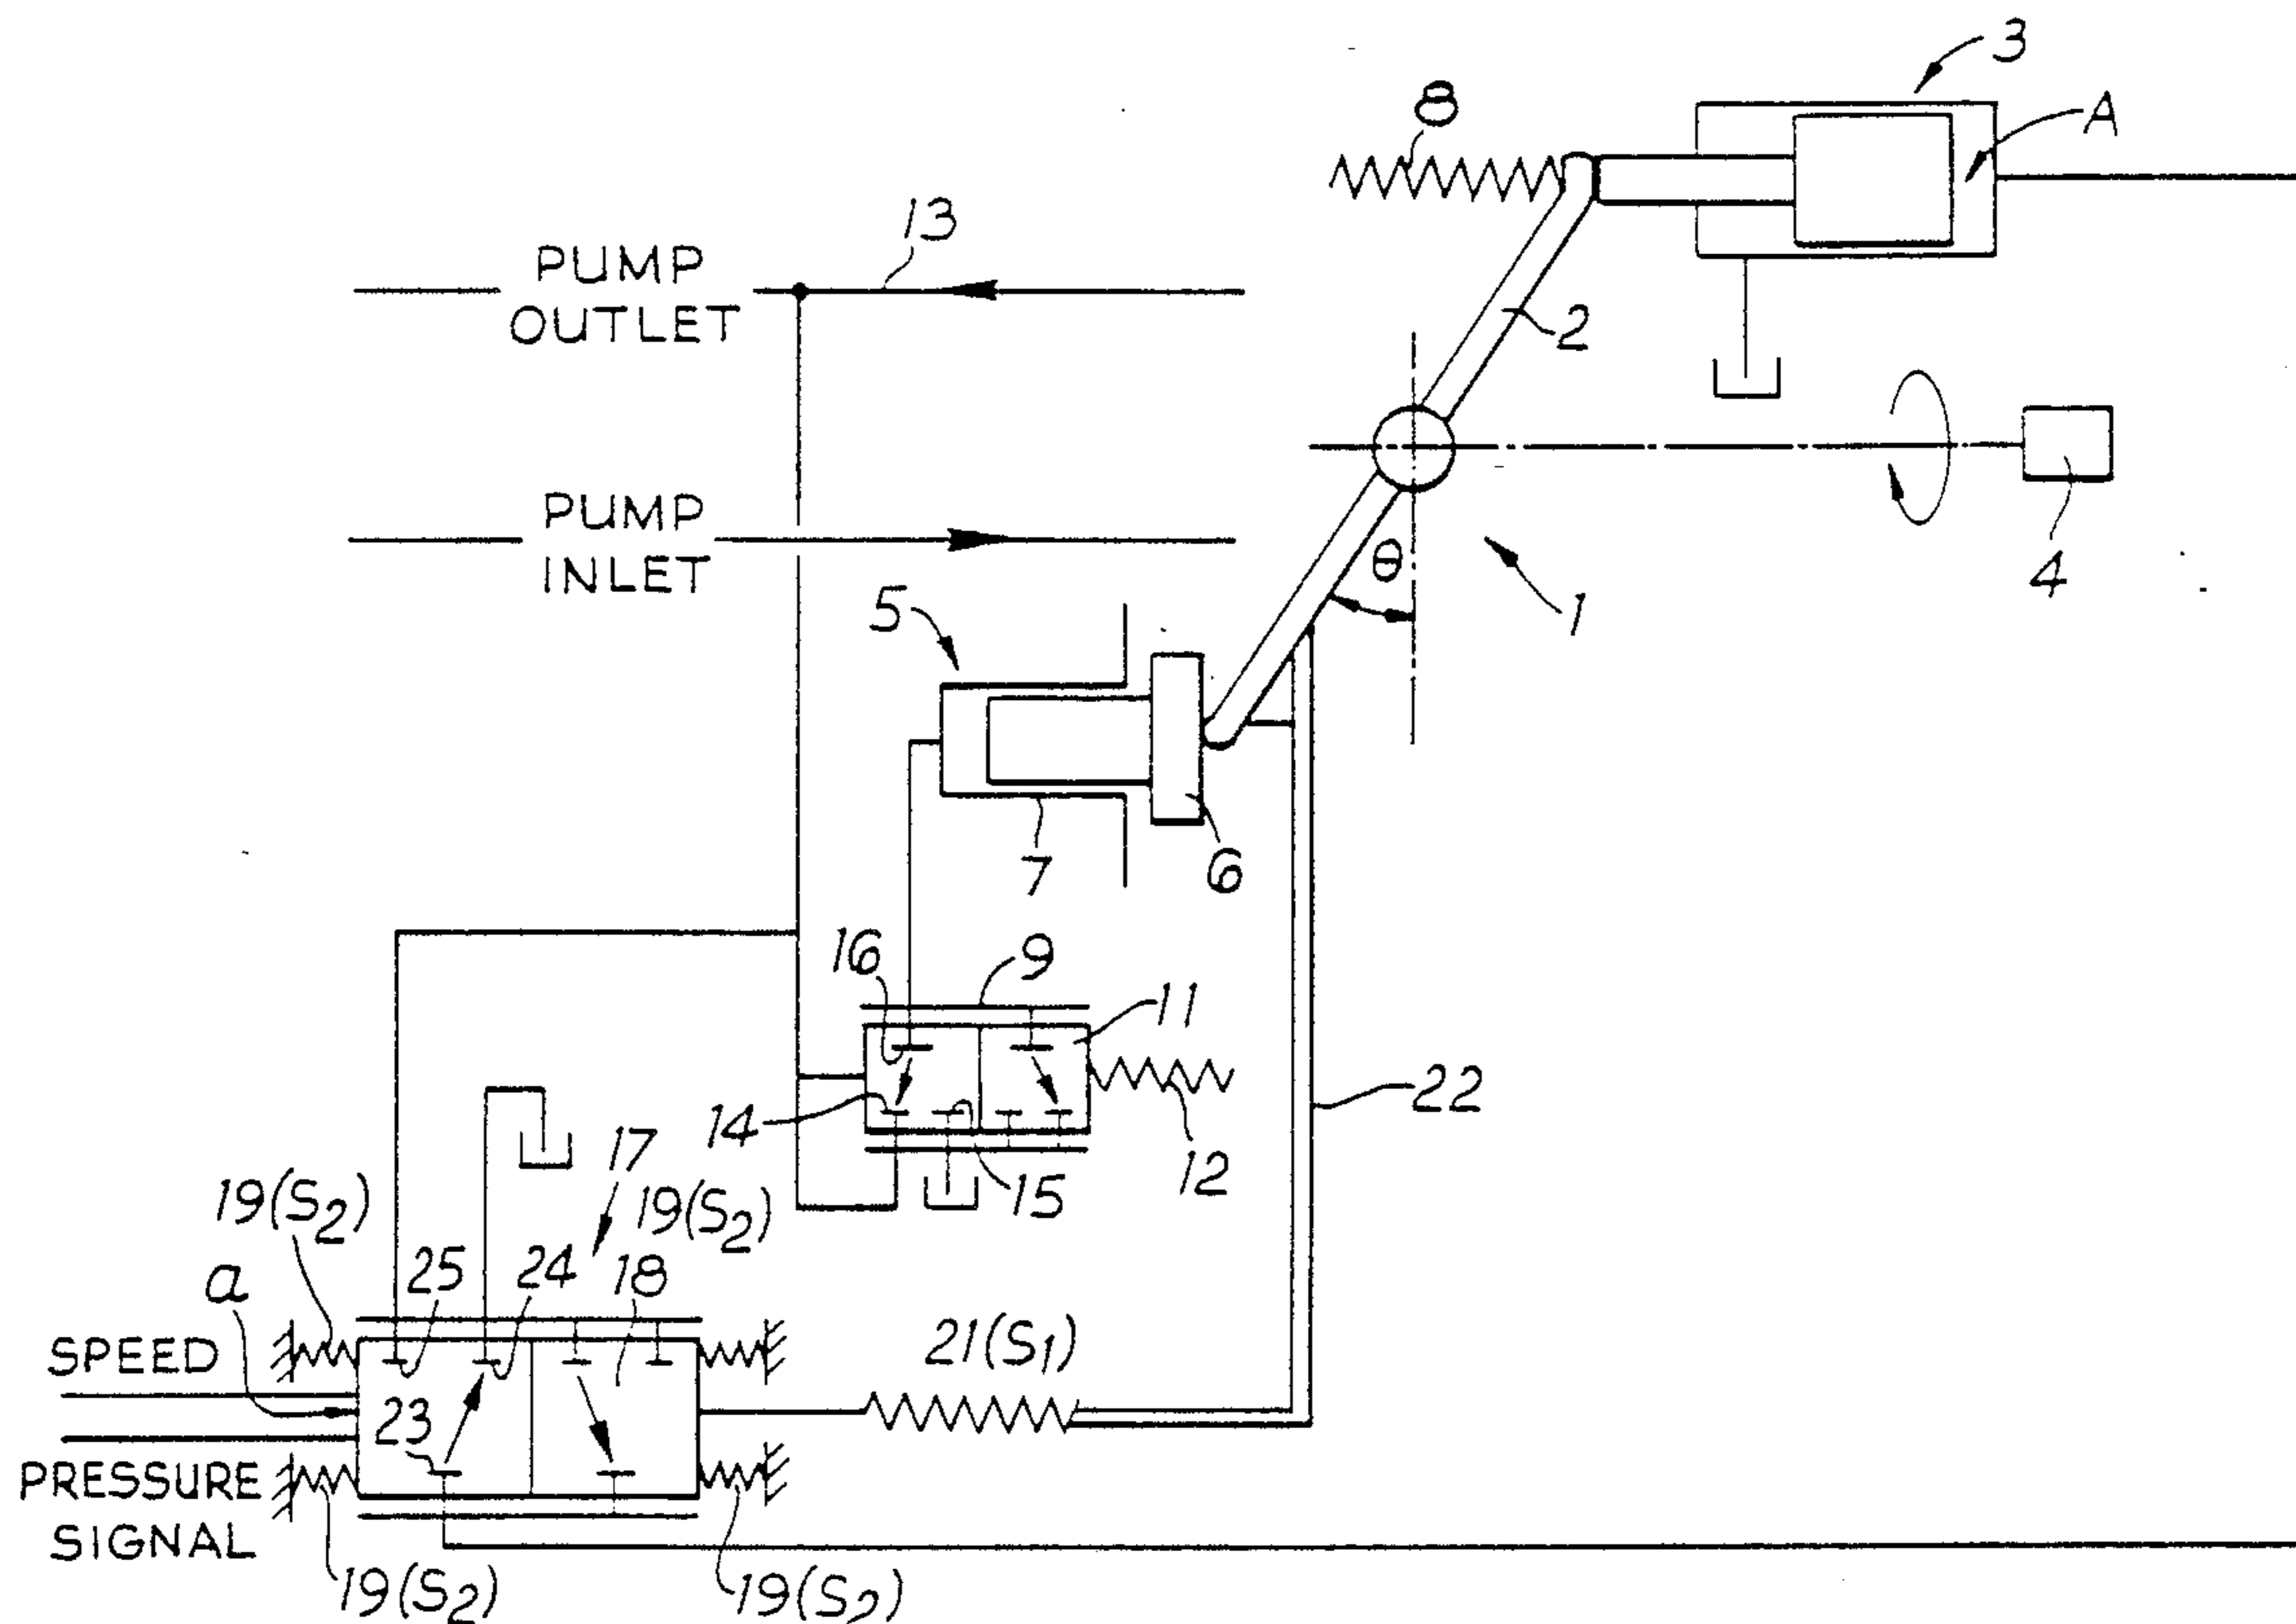 3
8
A
13
PUMP
OUTLET
2
PUMP
INLET
θ
4
5
1
7
6
16
9
11
14
22
17
15
12
19(S2)
19(S2)
a
25
24
18
SPEED
21(S1)
23
PRESSURE
SIGNAL
19(S2)
19(S2)